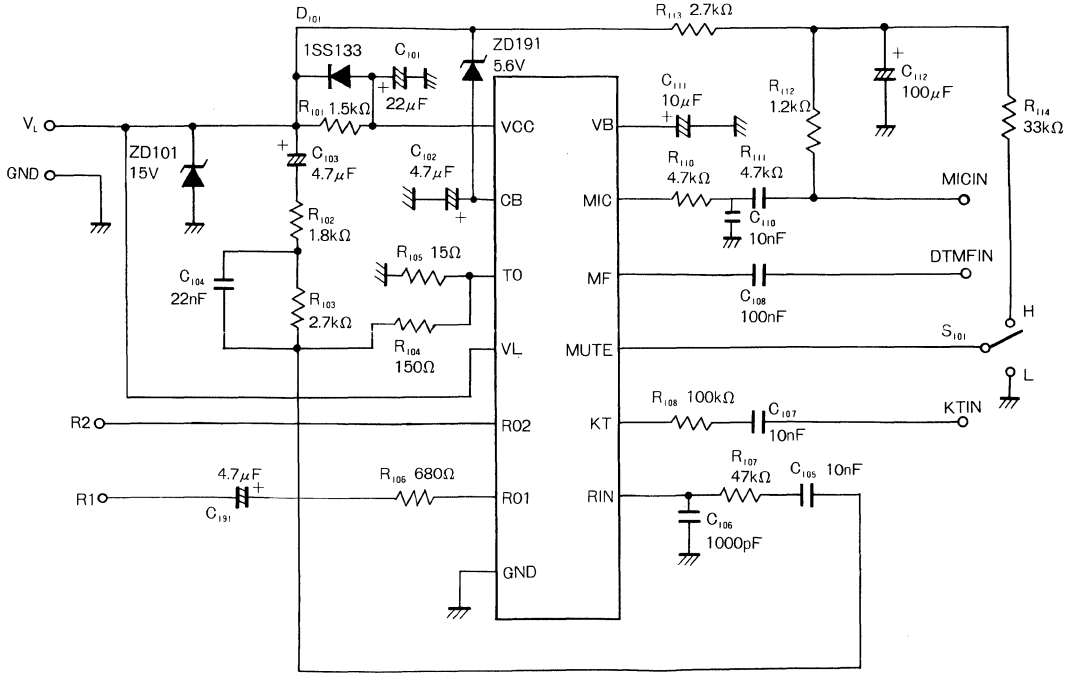 D101
R113 2.7kΩ
1SS133
C101
+
22μF
ZD191
5.6V
C111
10μF
+
R112
1.2kΩ
+
C112
100μF
R114
33kΩ
VL
R101 1.5kΩ
VCC
VB
ZD101
15V
+
C103
4.7μF
C102
4.7μF
+
GND
R110
4.7kΩ
R111
4.7kΩ
CB
MIC
C110
10nF
MICIN
R102
1.8kΩ
R105 15Ω
T0
MF
C108
100nF
DTMFIN
C104
22nF
R103
2.7kΩ
R104
150Ω
VL
MUTE
S101
H
L
R2
R02
KT
R108 100kΩ
C107
10nF
KTIN
4.7μF
+
C191
R1
R106 680Ω
R01
RIN
R107
47kΩ
C105
10nF
C106
1000pF
GND